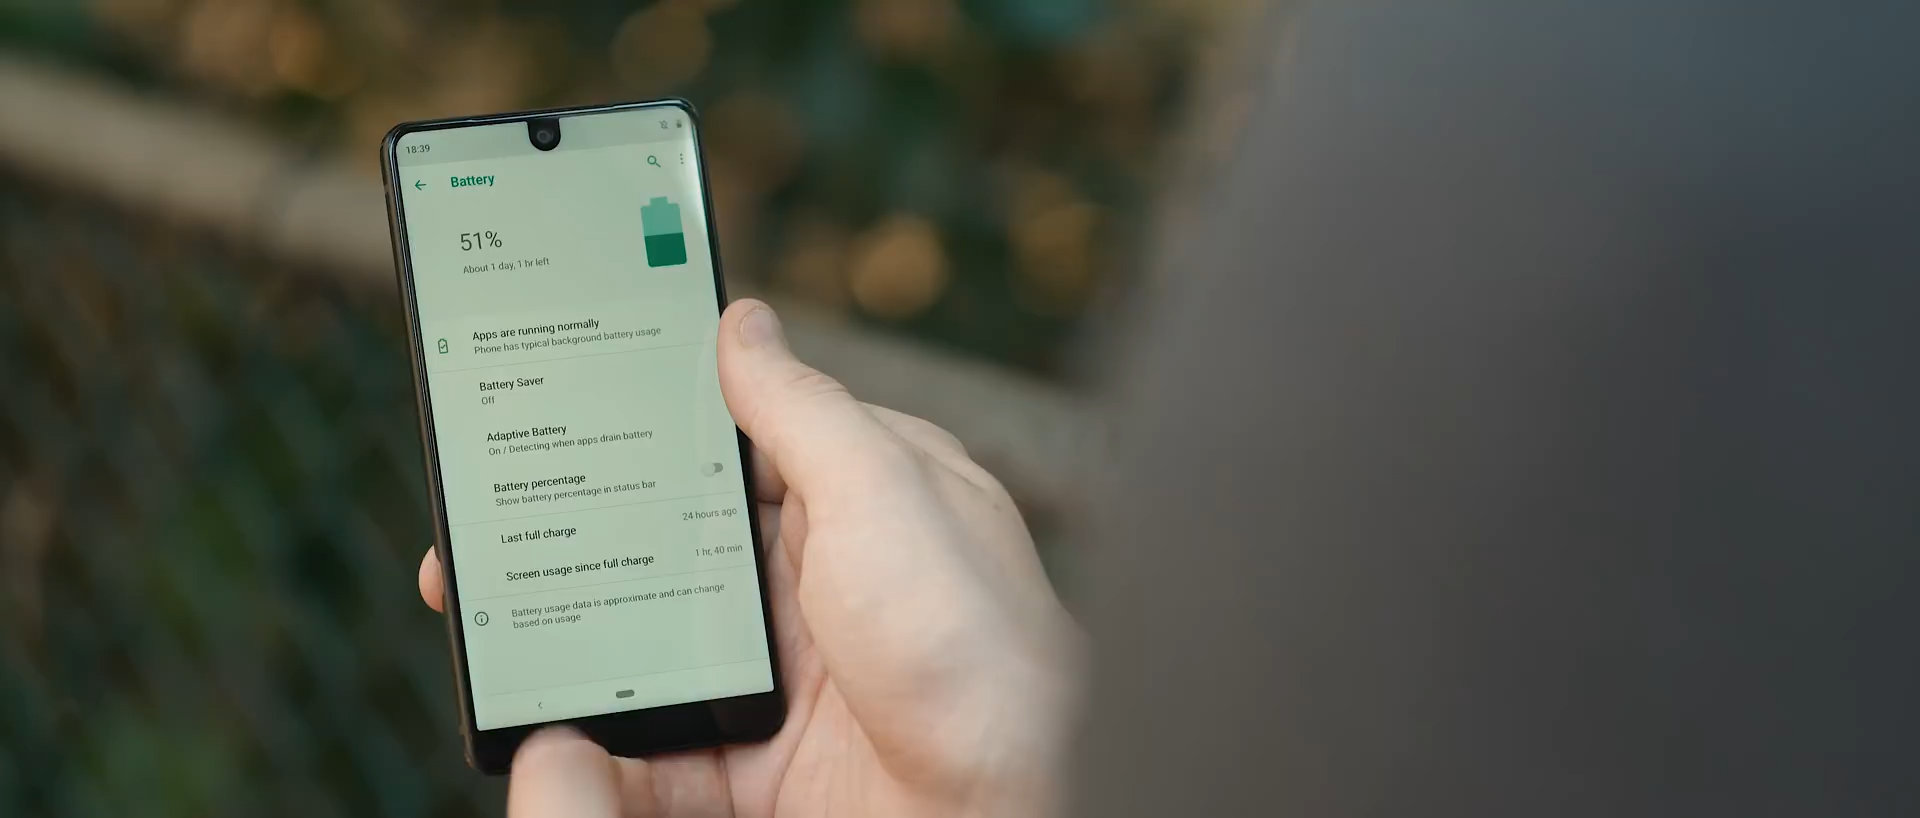 18:39
Battery
51%
About 1 day, 1 hr left
Apps are running normally
Phone has typical background battery usage
Battery Saver
Off
Adaptive Battery
On / Detecting when apps drain battery
Battery percentage
Show battery percentage in status bar
Last full charge
24 hours ago
Screen usage since full charge
1 hr, 40 min
Battery usage data is approximate and can change
based on usage